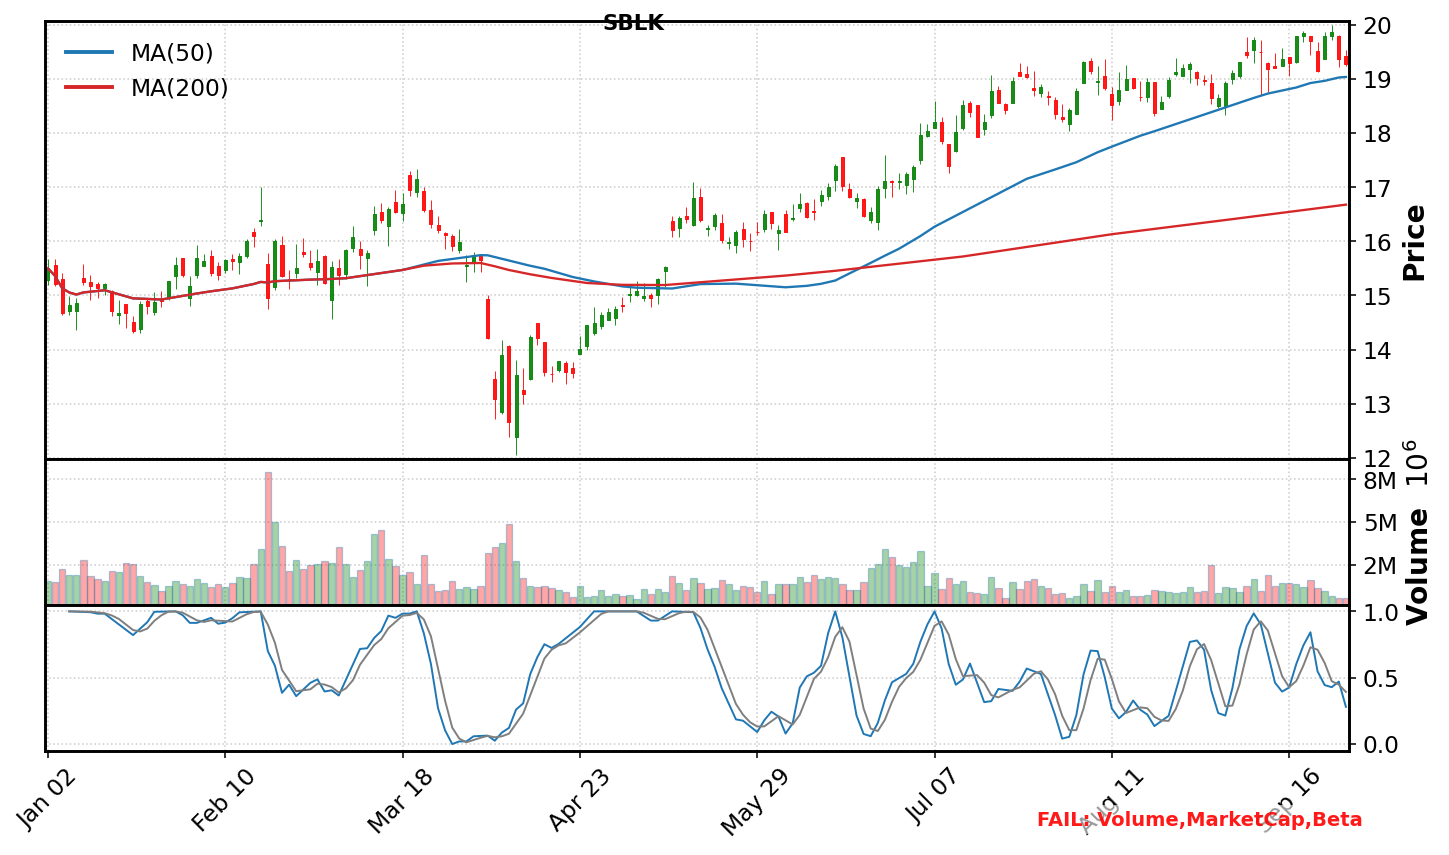 SBLK
MA(50)
MA(200)
20
19
18
17
16
15
14
13
12
Price
8M
5M
2M
Volume 10^6
1.0
0.5
0.0
Jan 02
Feb 10
Mar 18
Apr 23
May 29
Jul 07
Aug 11
Sep 16
FAIL: Volume,MarketCap,Beta